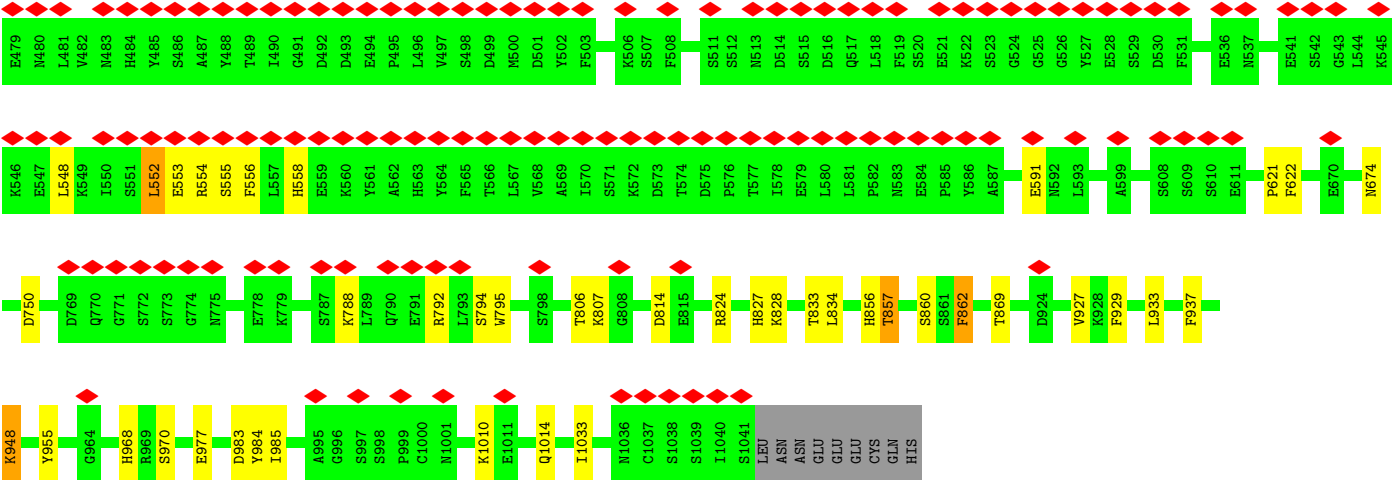 E479 N480 L481 V482 N483 H484 Y485 S486 A487 Y488 T489 I490 G491 D492 D493 E494 P495 L496 V497 S498 D499 M500 D501 Y502 F503 K506 S507 F508 S511 S512 N513 D514 S515 D516 Q517 L518 F519 S520 E521 K522 S523 G524 G525 G526 Y527 E528 S529 D530 F531 E536 N537 E541 S542 G543 L544 K545
K546 E547 L548 K549 I550 S551 L552 E553 R554 S555 F556 L557 H558 E559 K560 Y561 A562 H563 Y564 F565 T566 L567 V568 A569 I570 S571 K572 D573 T574 D575 P576 T577 I578 E579 L580 L581 P582 N583 E584 P585 Y586 A587 E591 N592 L593 A599 S608 S609 S610 E611 P621 F622 E670 N674
D750 D769 Q770 G771 S772 S773 G774 N775 E778 K779 S787 K788 L789 Q790 E791 R792 L793 S794 W795 S798 T806 K807 G808 D814 E815 R824 H827 K828 T833 L834 H856 T857 S860 S861 F862 T869 D924 V927 K928 F929 L933 F937
K948 Y955 G964 H968 R969 S970 E977 D983 Y984 I985 A995 G996 S997 S998 P999 C1000 N1001 K1010 E1011 Q1014 I1033 N1036 C1037 S1038 S1039 I1040 S1041 LEU ASN ASN GLU GLU GLU CYS GLN HIS